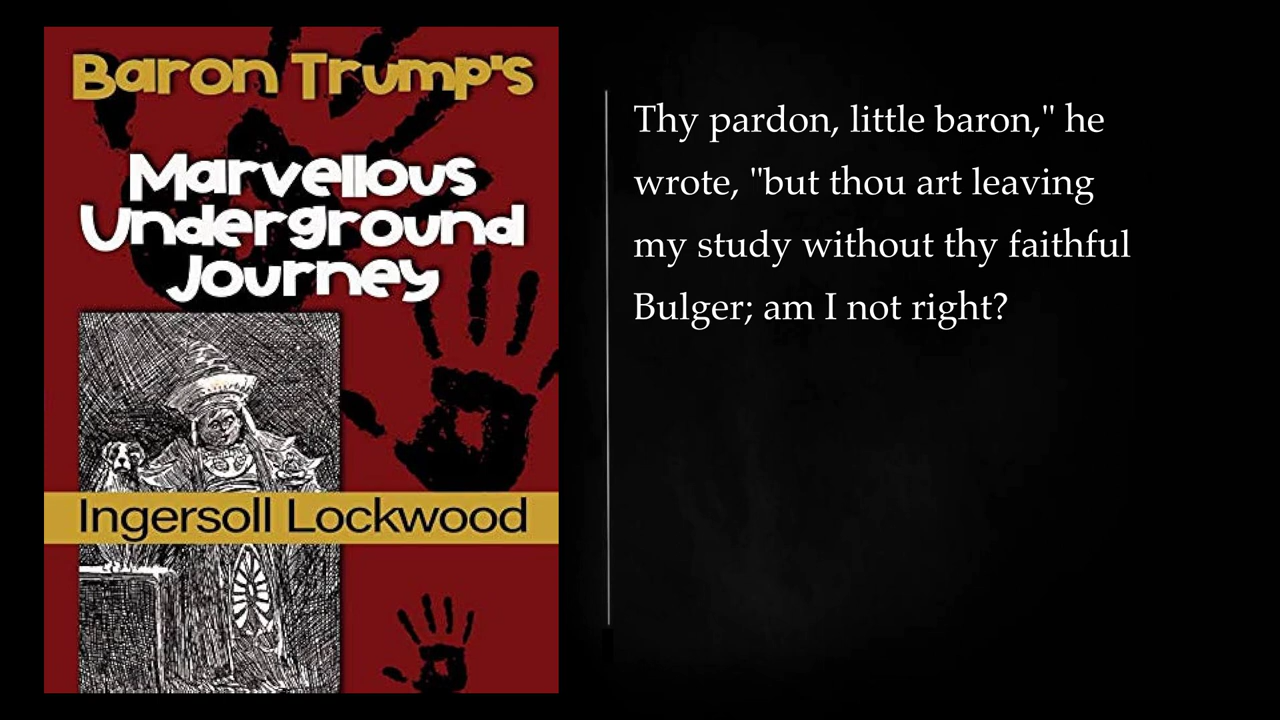 Baron Trump's
Marvellous
Underground
Journey
Ingersoll Lockwood
Thy pardon, little baron," he
wrote, "but thou art leaving
my study without thy faithful
Bulger; am I not right?